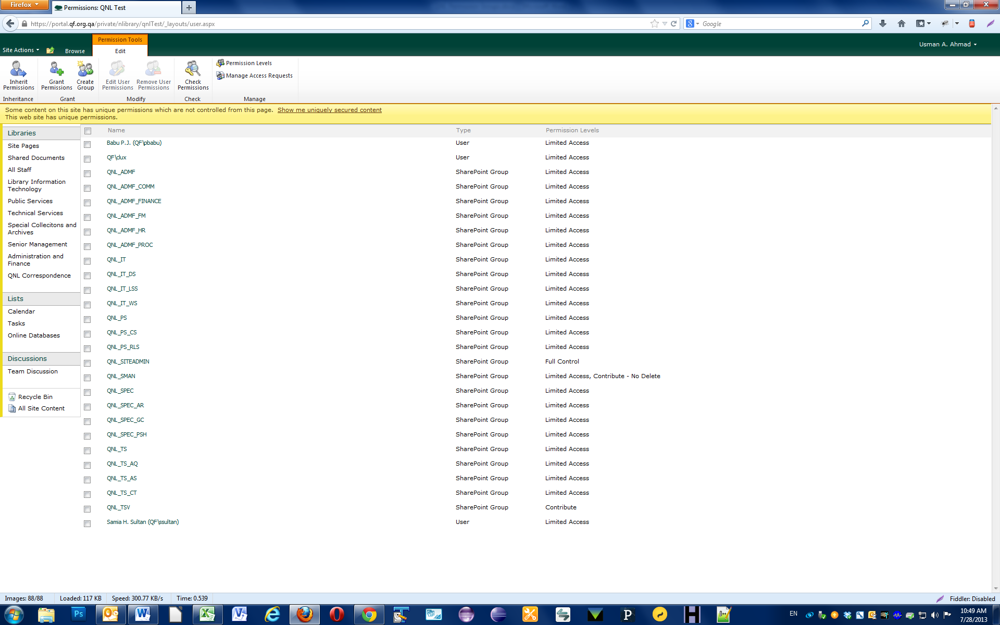 Firefox
Permissions: QNL Test
https://portal.qf.org.qa/private/nlibrary/qnlTest/_layouts/user.aspx
Google
Permission Tools
Site Actions
Browse
Edit
Usman A. Ahmad
Inherit Permissions
Grant Permissions
Create Group
Edit User Permissions
Remove User Permissions
Check Permissions
Permission Levels
Manage Access Requests
Inheritance
Grant
Modify
Check
Manage
Some content on this site has unique permissions which are not controlled from this page. Show me uniquely secured content
This web site has unique permissions.
Libraries
Site Pages
Shared Documents
All Staff
Library Information
Technology
Public Services
Technical Services
Special Collecitons and
Archives
Senior Management
Administration and
Finance
QNL Correspondence
Lists
Calendar
Tasks
Online Databases
Discussions
Team Discussion
Recycle Bin
All Site Content
Name Type Permission Levels
Babu P.J. (QF\pbabu) User Limited Access
QF\dux User Limited Access
QNL_ADMF SharePoint Group Limited Access
QNL_ADMF_COMM SharePoint Group Limited Access
QNL_ADMF_FINANCE SharePoint Group Limited Access
QNL_ADMF_FM SharePoint Group Limited Access
QNL_ADMF_HR SharePoint Group Limited Access
QNL_ADMF_PROC SharePoint Group Limited Access
QNL_IT SharePoint Group Limited Access
QNL_IT_DS SharePoint Group Limited Access
QNL_IT_LSS SharePoint Group Limited Access
QNL_IT_WS SharePoint Group Limited Access
QNL_PS SharePoint Group Limited Access
QNL_PS_CS SharePoint Group Limited Access
QNL_PS_RLS SharePoint Group Limited Access
QNL_SITEADMIN SharePoint Group Full Control
QNL_SMAN SharePoint Group Limited Access, Contribute - No Delete
QNL_SPEC SharePoint Group Limited Access
QNL_SPEC_AR SharePoint Group Limited Access
QNL_SPEC_GC SharePoint Group Limited Access
QNL_SPEC_PSH SharePoint Group Limited Access
QNL_TS SharePoint Group Limited Access
QNL_TS_AQ SharePoint Group Limited Access
QNL_TS_AS SharePoint Group Limited Access
QNL_TS_CT SharePoint Group Limited Access
QNL_TSV SharePoint Group Contribute
Samia H. Sultan (QF\ssultan) User Limited Access
Images: 88/88 Loaded: 117 KB Speed: 300.77 KB/s Time: 0.539 Fiddler: Disabled
EN
10:49 AM
7/28/2013